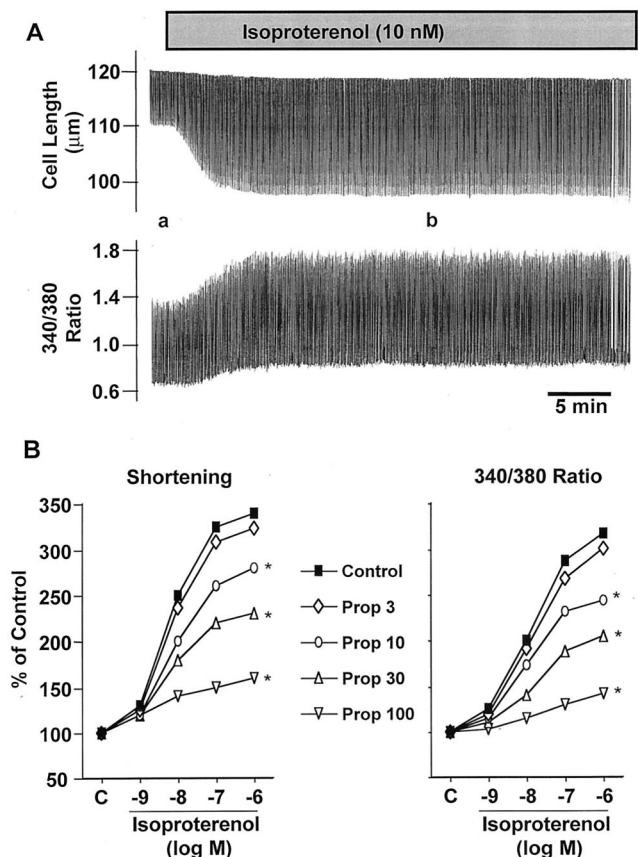 A
Isoproterenol (10 nM)
Cell Length
(μm)
120
110
100
a
b
340/380
Ratio
1.8
1.4
1.0
0.6
5 min
B
Shortening
340/380 Ratio
% of Control
350
300
250
200
150
100
50
*
*
*
Control
Prop 3
Prop 10
Prop 30
Prop 100
*
*
*
C -9 -8 -7 -6
Isoproterenol
(log M)
C -9 -8 -7 -6
Isoproterenol
(log M)